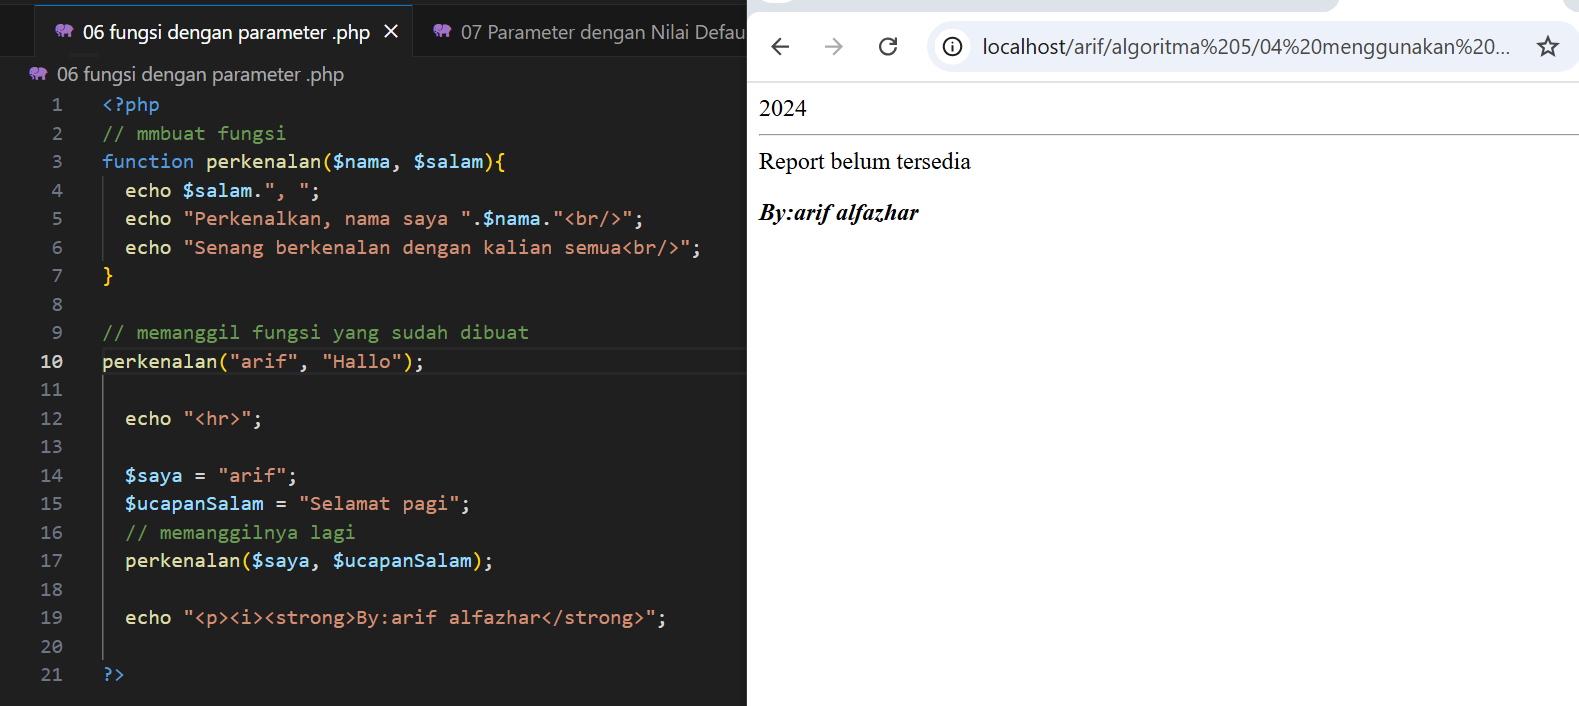 06 fungsi dengan parameter .php
07 Parameter dengan Nilai Defau
06 fungsi dengan parameter .php
1 <?php
2 // mmbuat fungsi
3 function perkenalan($nama, $salam){
4 echo $salam.", ";
5 echo "Perkenalkan, nama saya ".$nama."<br/>";
6 echo "Senang berkenalan dengan kalian semua<br/>";
7 }
8
9 // memanggil fungsi yang sudah dibuat
10 perkenalan("arif", "Hallo");
11
12 echo "<hr>";
13
14 $saya = "arif";
15 $ucapanSalam = "Selamat pagi";
16 // memanggilnya lagi
17 perkenalan($saya, $ucapanSalam);
18
19 echo "<p><i><strong>By:arif alfazhar</strong>";
20
21 ?>
localhost/arif/algoritma%205/04%20menggunakan%20...
2024
Report belum tersedia
By:arif alfazhar